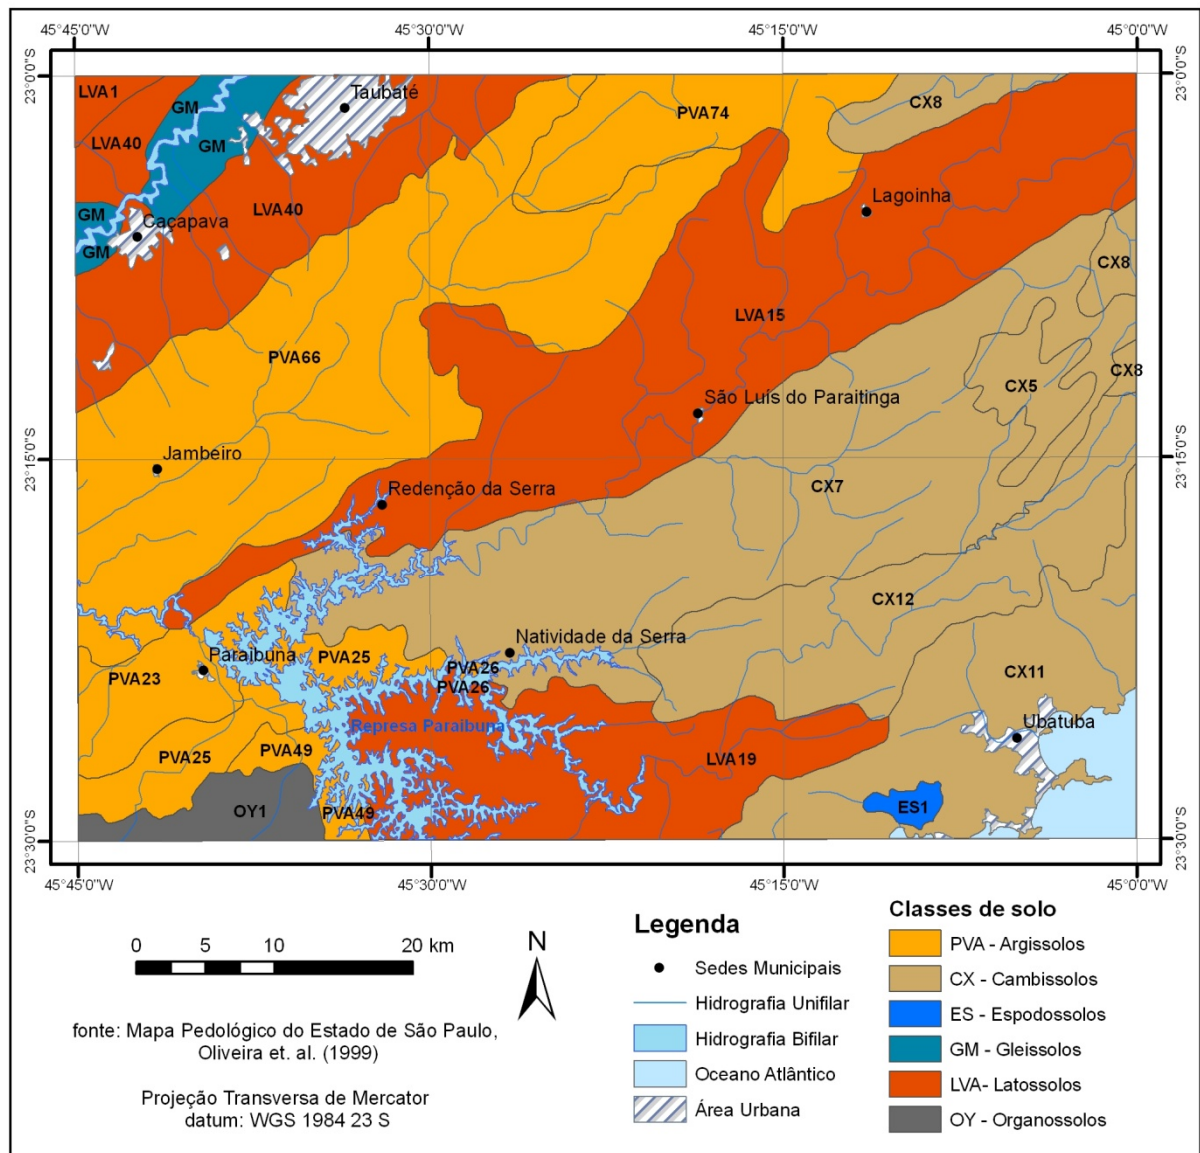 45°45'0"W
45°30'0"W
45°15'0"W
45°0'0"W
23°0'0"S
23°0'0"S
LVA1
GM
Taubaté
PVA74
CX8
LVA40
GM
Lagoinha
GM
Caçapava
LVA40
GM
CX8
LVA15
PVA66
CX8
CX5
São Luís do Paraitinga
23°15'0"S
Jambeiro
23°15'0"S
Redenção da Serra
CX7
CX12
Natividade da Serra
Paraibuna
PVA25
PVA26
PVA23
PVA26
CX11
Represa Paraibuna
Ubatuba
PVA25
PVA49
LVA19
OY1
PVA49
ES1
23°30'0"S
23°30'0"S
45°45'0"W
45°30'0"W
45°15'0"W
45°0'0"W
0 5 10 20 km
N
fonte: Mapa Pedológico do Estado de São Paulo,
Oliveira et. al. (1999)
Projeção Transversa de Mercator
datum: WGS 1984 23 S
Legenda
Sedes Municipais
Hidrografia Unifilar
Hidrografia Bifilar
Oceano Atlântico
Área Urbana
Classes de solo
PVA - Argissolos
CX - Cambissolos
ES - Espodossolos
GM - Gleissolos
LVA- Latossolos
OY - Organossolos